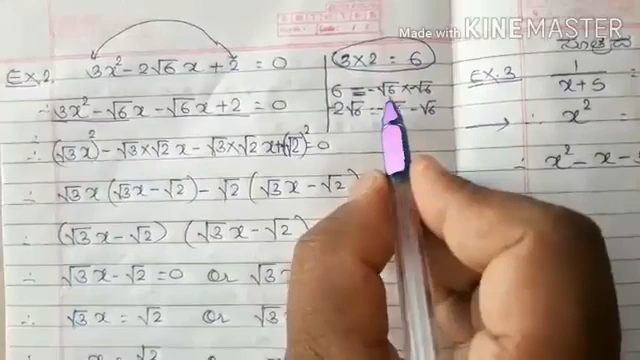 Made with KINEMASTER
Ex.2. 3x² - 2√6 x + 2 = 0
∴ 3x² - √6 x - √6 x + 2 = 0
∴ (√3 x²) - √3 × √2 x - √3 × √2 x + (√2)² = 0
∴ √3 x (√3 x - √2) - √2 (√3 x - √2)
∴ (√3 x - √2) (√3 x - √2)
∴ √3 x - √2 = 0 Or √3
∴ √3 x = √2 Or √3
x = √2
3 × 2 = 6
6 = -√6 × -√6
-2√6 = - √6
EX.3 1
x + 5
→ ∴ x²
∴ x² - x -